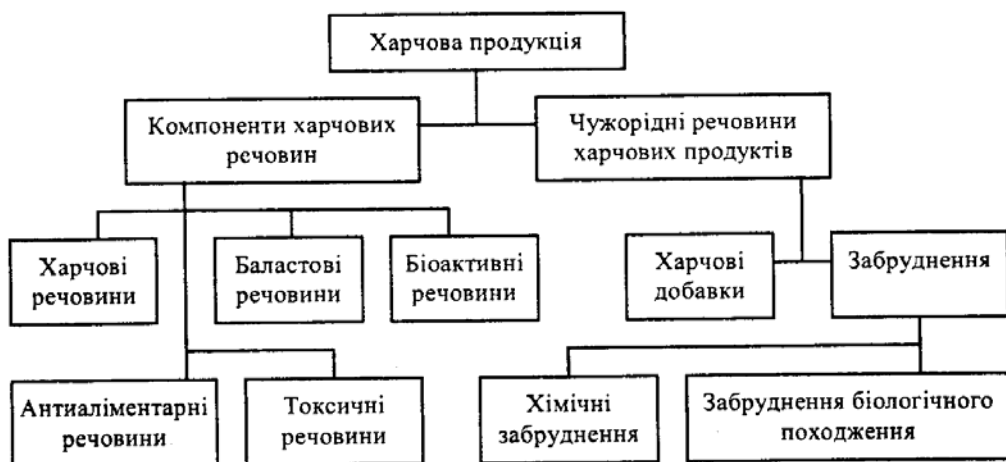 Харчова продукція
Компоненти харчових
речовин
Чужорідні речовини
харчових продуктів
Харчові
речовини
Баластові
речовини
Біоактивні
речовини
Харчові
добавки
Забруднення
Антиаліментарні
речовини
Токсичні
речовини
Хімічні
забруднення
Забруднення біологічного
походження